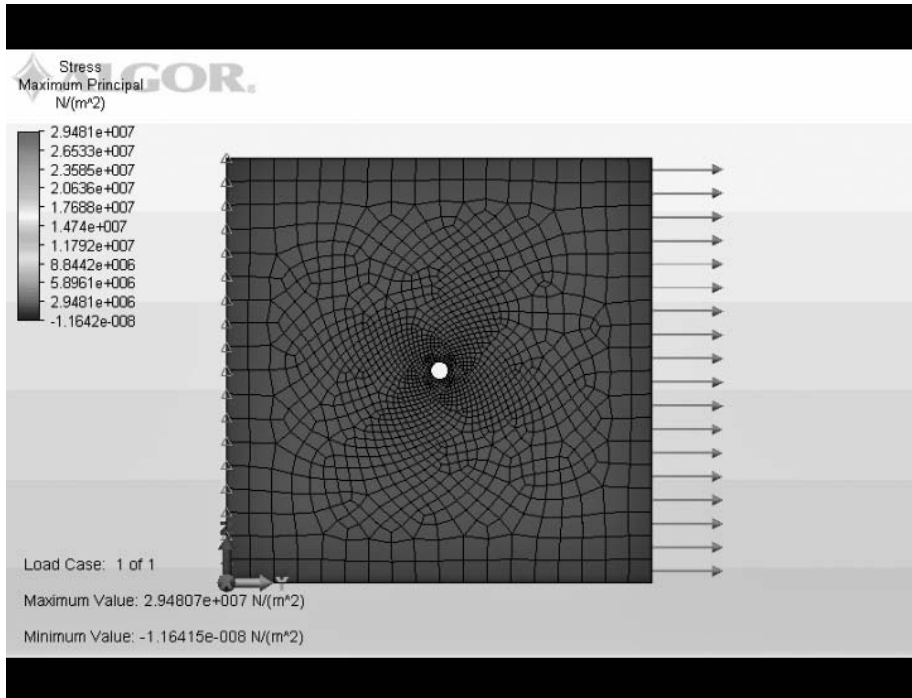 Stress
ALGOR.
Maximum Principal
N/(m^2)
2.9481e+007
2.6533e+007
2.3585e+007
2.0636e+007
1.7688e+007
1.474e+007
1.1792e+007
8.8442e+006
5.8961e+006
2.9481e+006
-1.1642e-008
Load Case: 1 of 1
Y
Maximum Value: 2.94807e+007 N/(m^2)
Minimum Value: -1.16415e-008 N/(m^2)